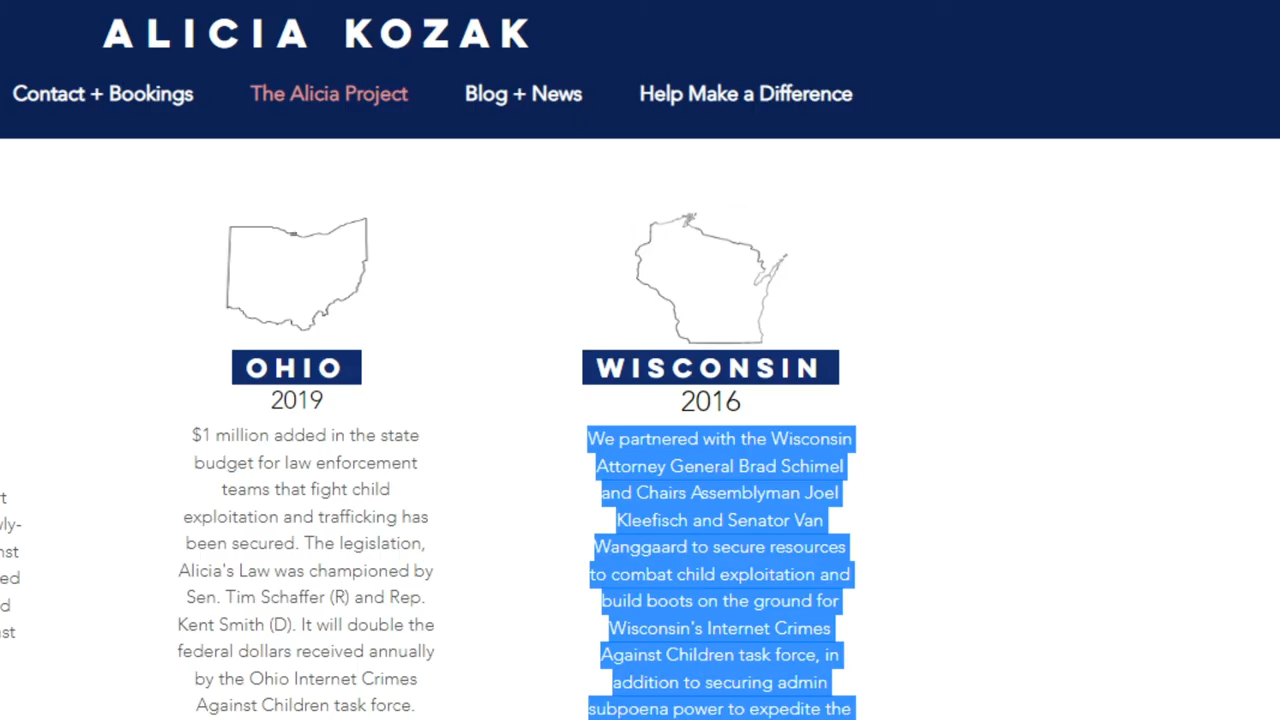 ALICIA KOZAK
Contact + Bookings
The Alicia Project
Blog + News
Help Make a Difference
OHIO
2019
$1 million added in the state
budget for law enforcement
teams that fight child
exploitation and trafficking has
been secured. The legislation,
Alicia's Law was championed by
Sen. Tim Schaffer (R) and Rep.
Kent Smith (D). It will double the
federal dollars received annually
by the Ohio Internet Crimes
Against Children task force.
WISCONSIN
2016
We partnered with the Wisconsin
Attorney General Brad Schimel
and Chairs Assemblyman Joel
Kleefisch and Senator Van
Wanggaard to secure resources
to combat child exploitation and
build boots on the ground for
Wisconsin's Internet Crimes
Against Children task force, in
addition to securing admin
subpoena power to expedite the